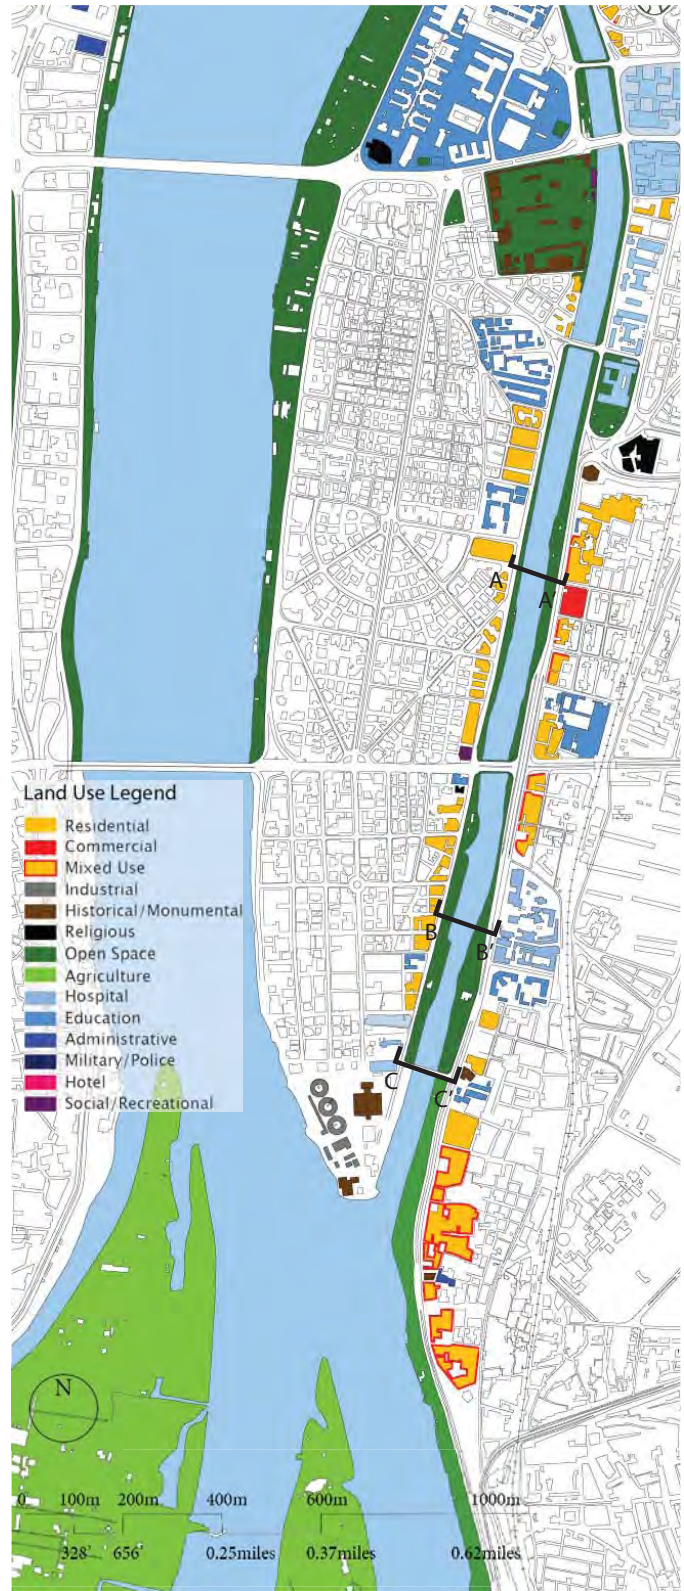 A
A'
Land Use Legend
Residential
Commercial
Mixed Use
Industrial
Historical/Monumental
Religious
Open Space
Agriculture
Hospital
Education
Administrative
Military/Police
Hotel
Social/Recreational
B
B'
C
C'
N
0 100m 200m 400m 600m 1000m
328' 656' 0.25miles 0.37miles 0.62miles